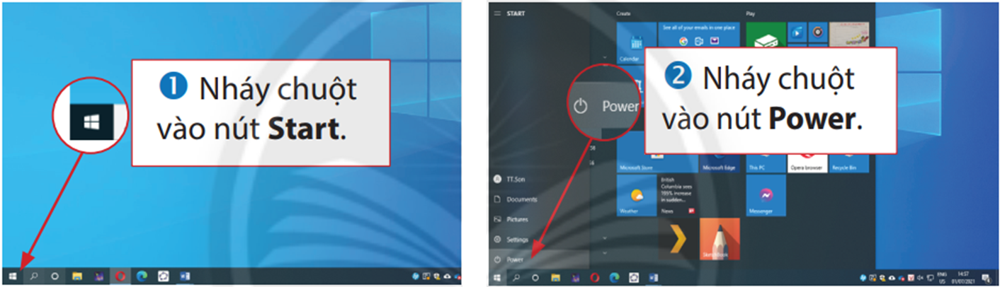 ❶ Nháy chuột
vào nút Start.
START
Create
Play
See all of your emails in one place
Calendar
❷ Nháy chuột
vào nút Power.
Power
Microsoft Store
Microsoft Edge
This PC
Opera browser
Recycle Bin
TT.Son
Documents
Pictures
Settings
Power
British
Columbia sees
195% increase
in sudden...
Weather
News
Messenger
Sketchbook
ENG
US
14:57
01/07/2021